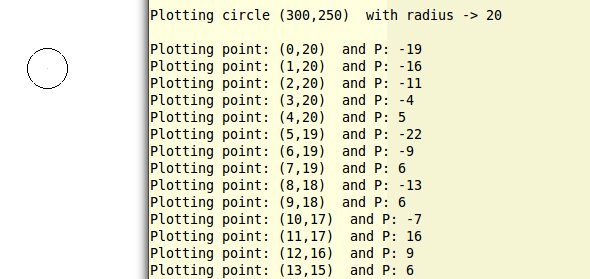 Plotting circle (300,250)  with radius -> 20
Plotting point: (0,20)  and P: -19
Plotting point: (1,20)  and P: -16
Plotting point: (2,20)  and P: -11
Plotting point: (3,20)  and P: -4
Plotting point: (4,20)  and P: 5
Plotting point: (5,19)  and P: -22
Plotting point: (6,19)  and P: -9
Plotting point: (7,19)  and P: 6
Plotting point: (8,18)  and P: -13
Plotting point: (9,18)  and P: 6
Plotting point: (10,17)  and P: -7
Plotting point: (11,17)  and P: 16
Plotting point: (12,16)  and P: 9
Plotting point: (13,15)  and P: 6